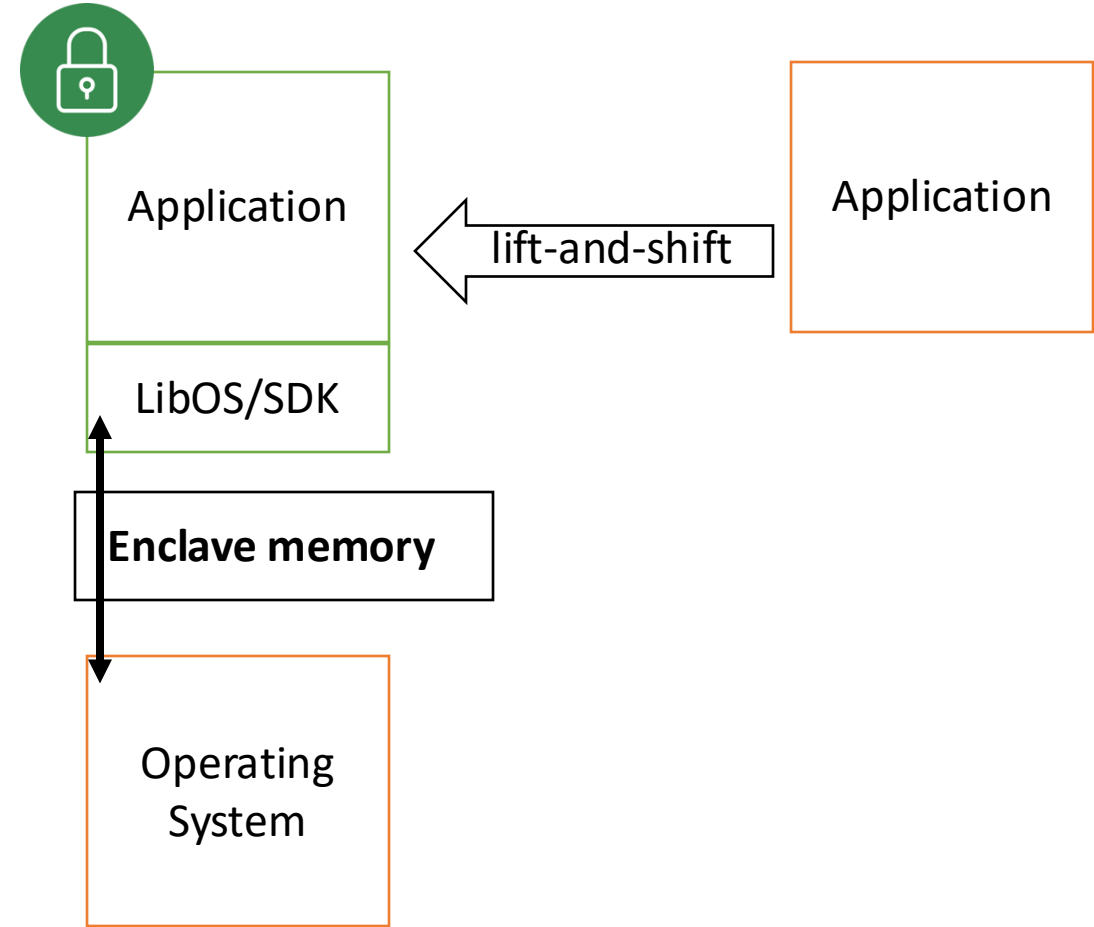 Application
Application
lift-and-shift
LibOS/SDK
Enclave memory
Operating
System